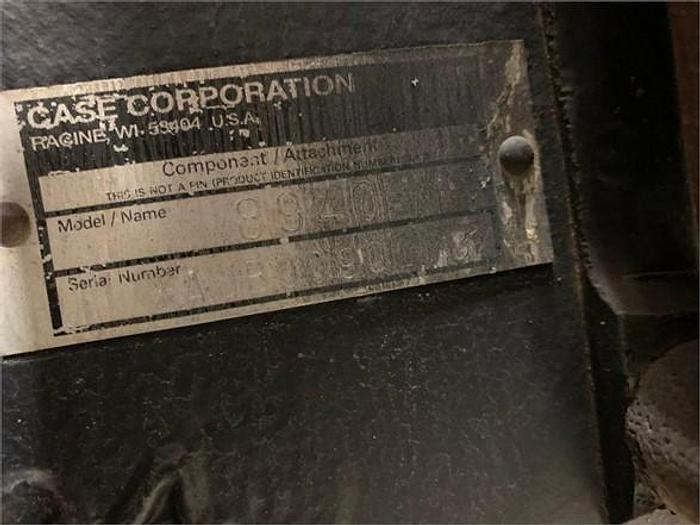 CASE CORPORATION
RACINE, WI 53404 U.S.A.
Component / Attachment
THIS IS NOT A PIN (PRODUCT IDENTIFICATION NUMBER)
Model / Name
Serial Number